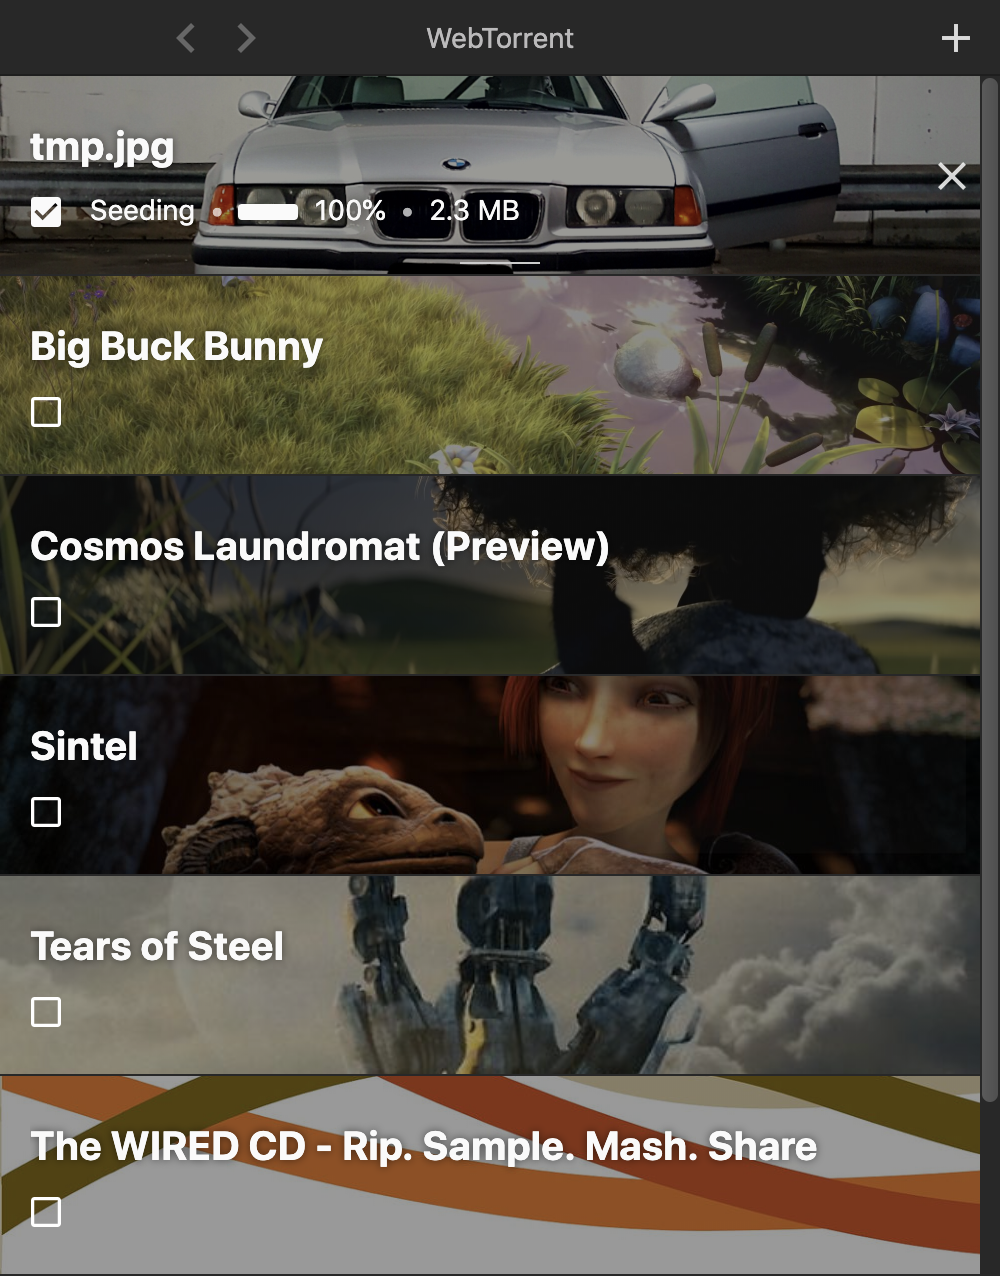 WebTorrent
tmp.jpg
Seeding • 100% • 2.3 MB
Big Buck Bunny
Cosmos Laundromat (Preview)
Sintel
Tears of Steel
The WIRED CD - Rip. Sample. Mash. Share